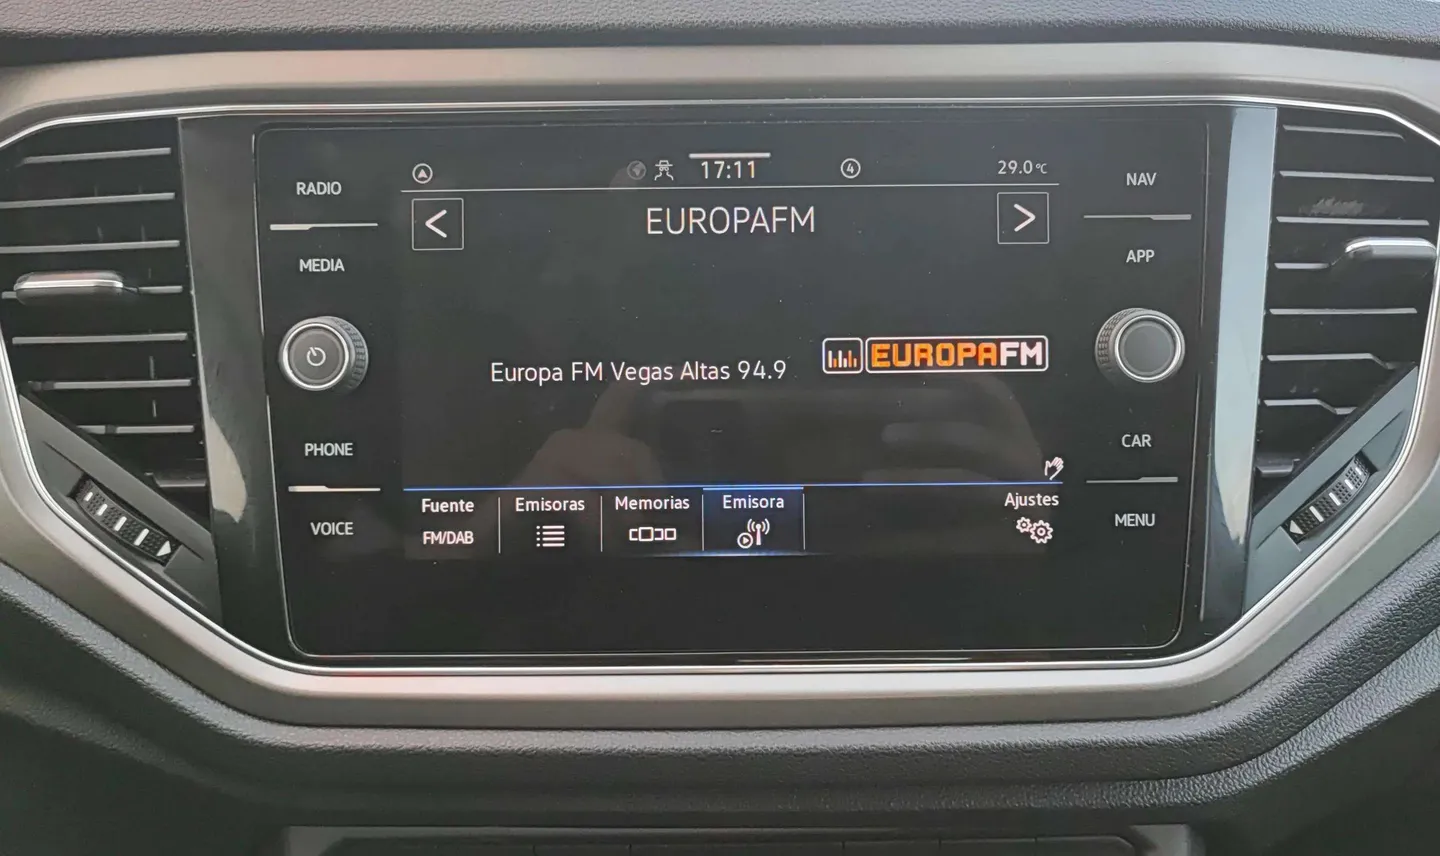 17:11
4
29.0°C
RADIO
MEDIA
PHONE
VOICE
EUROPAFM
Europa FM Vegas Altas 94.9
EUROPAFM
Fuente
FM/DAB
Emisoras
Memorias
Emisora
Ajustes
NAV
APP
CAR
MENU